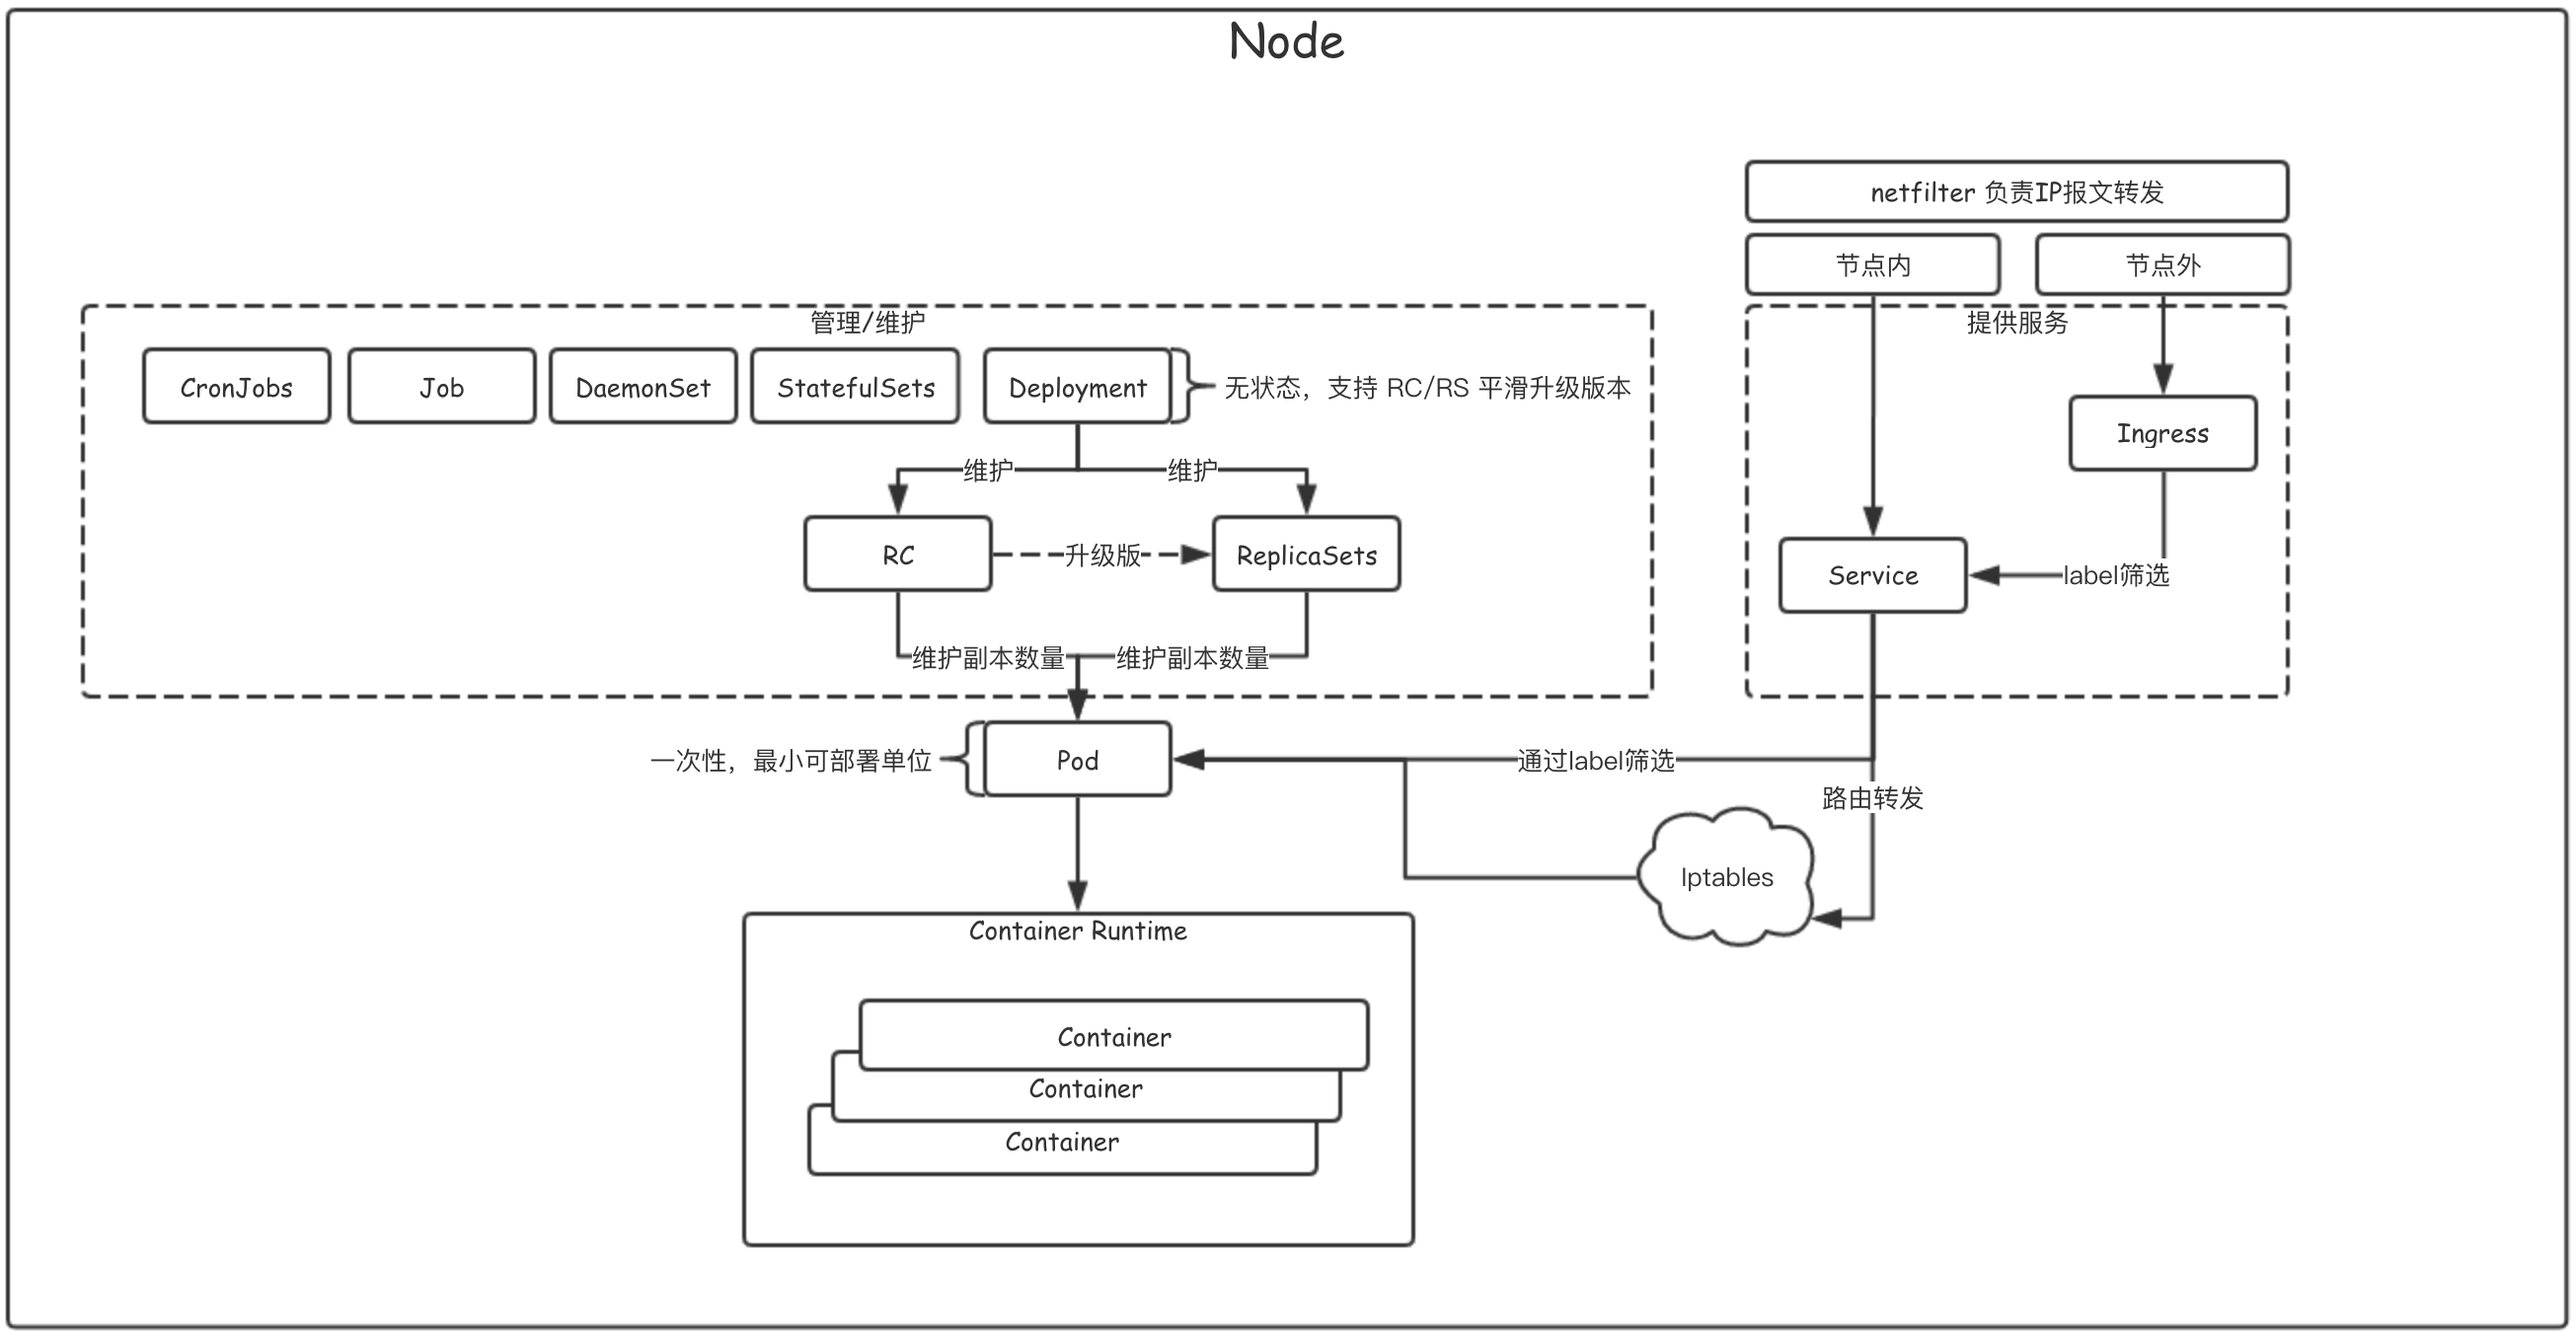 Node
netfilter 负责IP报文转发
节点内
节点外
管理/维护
提供服务
CronJobs
Job
DaemonSet
StatefulSets
Deployment
无状态，支持 RC/RS 平滑升级版本
Ingress
维护
维护
RC
升级版
ReplicaSets
Service
label筛选
维护副本数量
维护副本数量
一次性，最小可部署单位
Pod
通过label筛选
路由转发
Iptables
Container Runtime
Container
Container
Container